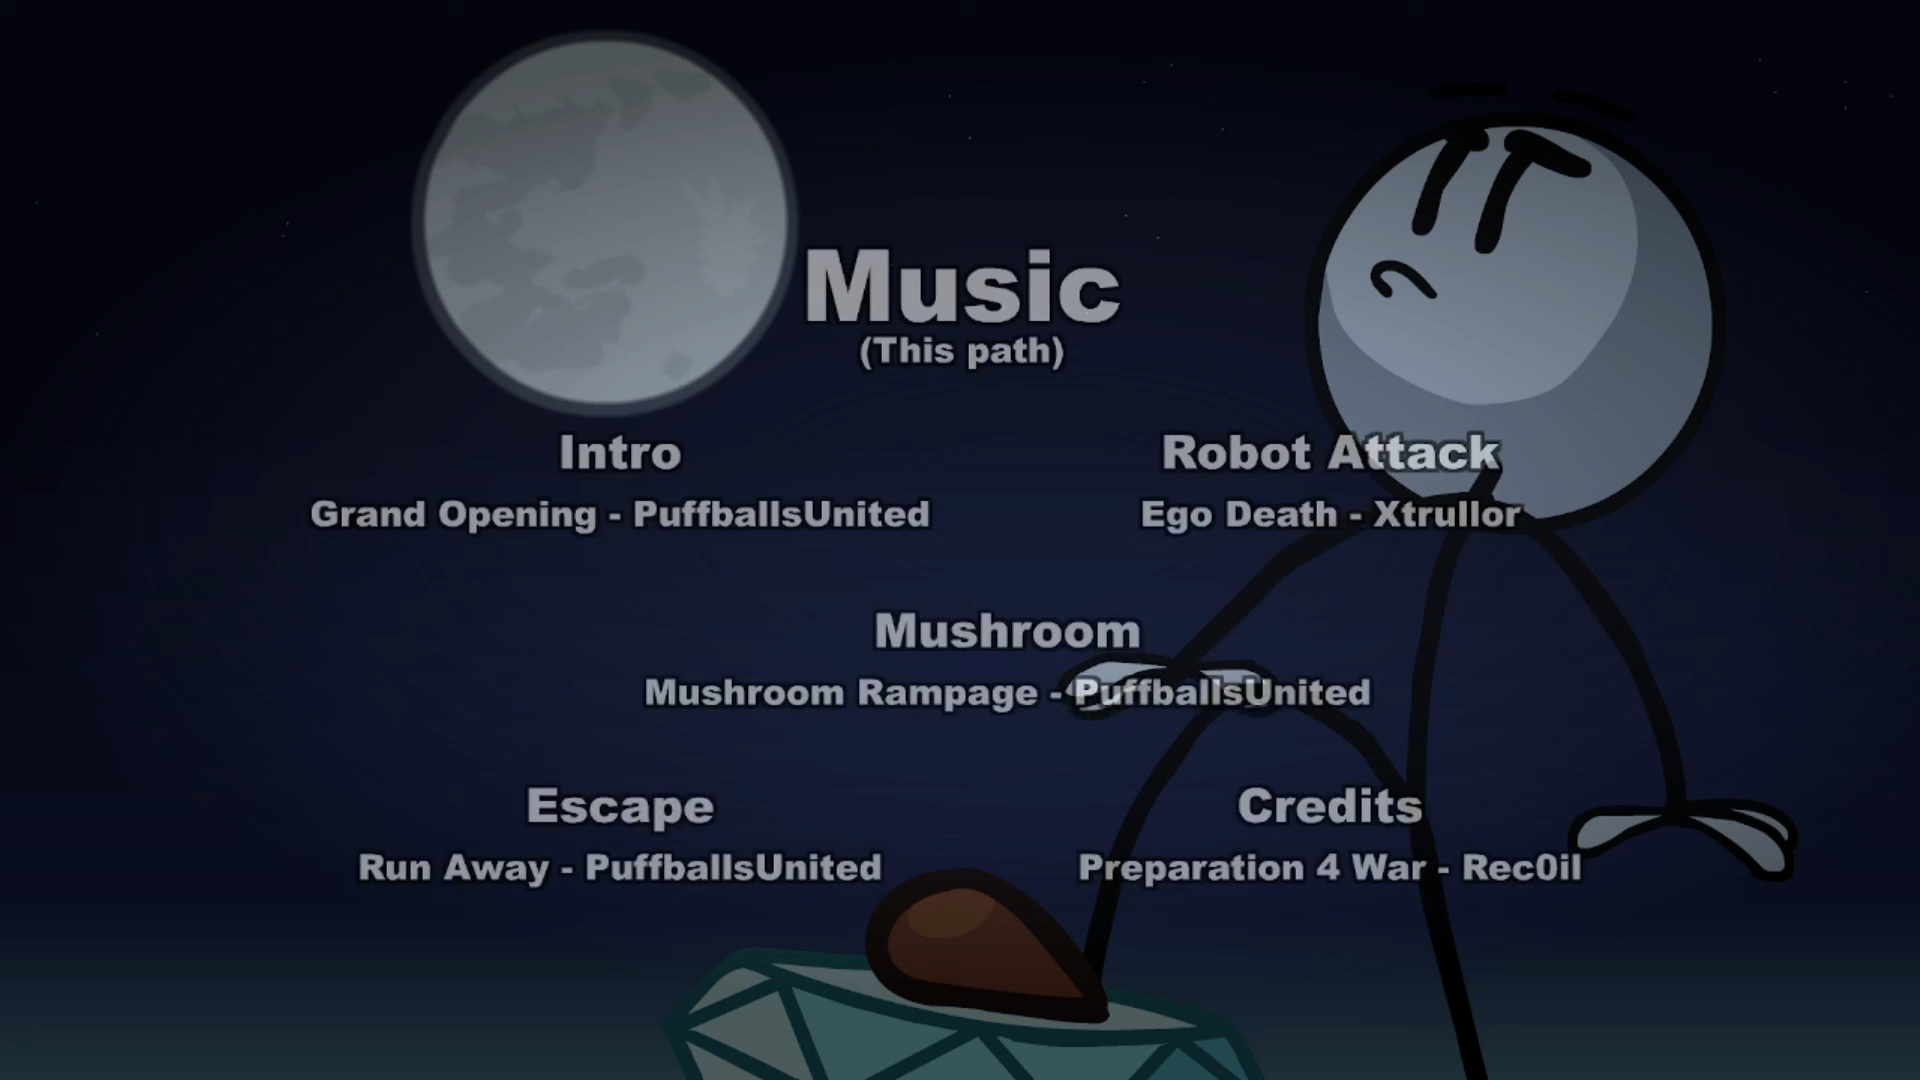 Music
(This path)
Intro
Grand Opening - PuffballsUnited
Robot Attack
Ego Death - Xtrullor
Mushroom
Mushroom Rampage - PuffballsUnited
Escape
Run Away - PuffballsUnited
Credits
Preparation 4 War - Rec0il